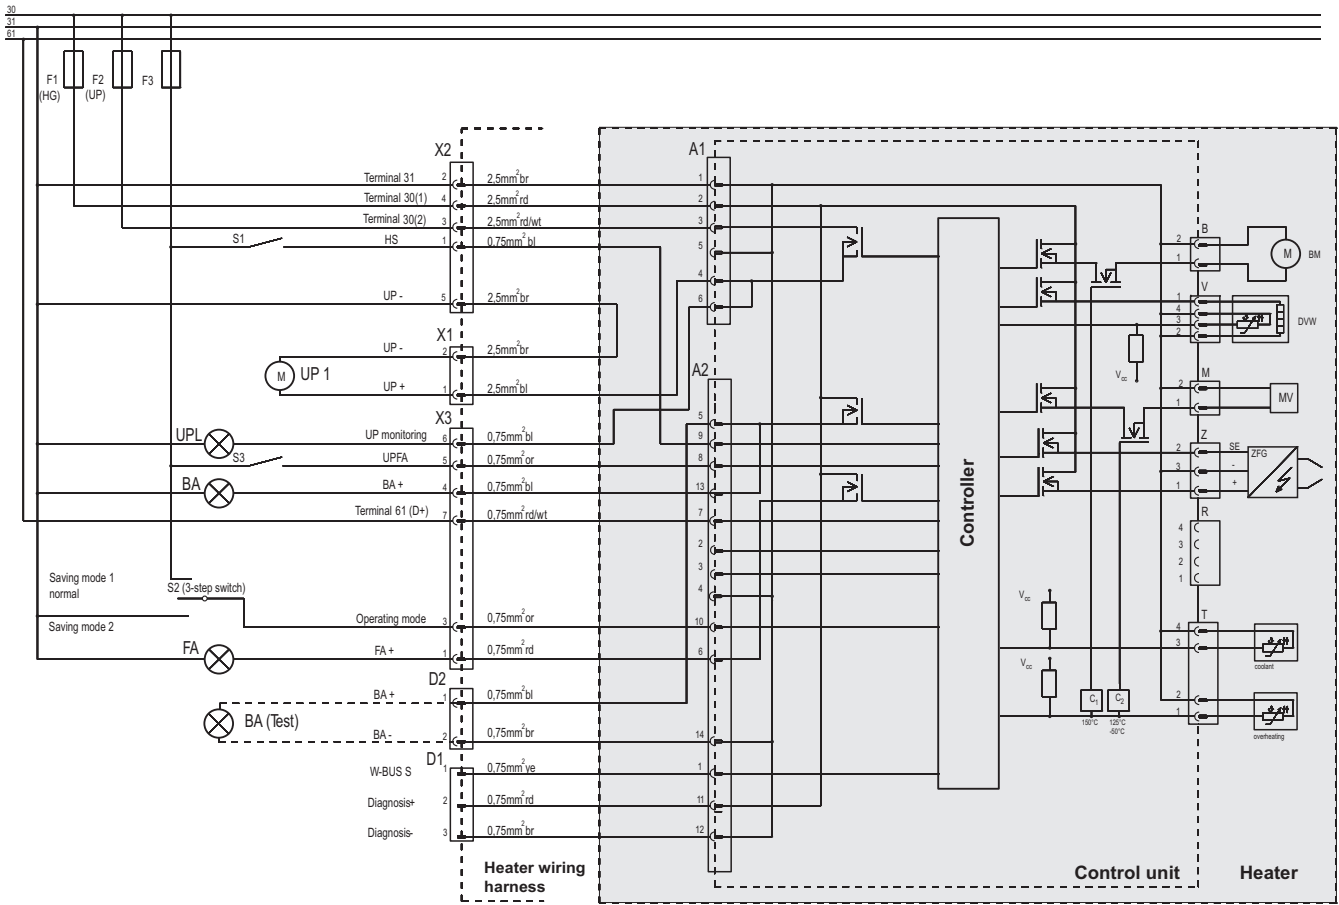 30
31
61
F1
(HG)
F2
(UP)
F3
X2
Terminal 31 2 2,5mm² br
Terminal 30(1) 4 2,5mm² rd
Terminal 30(2) 3 2,5mm² rd/wt
S1 HS 1 0,75mm² bl
UP - 5 2,5mm² br
X1
UP - 2 2,5mm² br
M UP 1
UP + 1 2,5mm² bl
X3
UPL UP monitoring 6 0,75mm² bl
S3 UPFA 5 0,75mm² or
BA BA + 4 0,75mm² bl
Terminal 61 (D+) 7 0,75mm² rd/wt
Saving mode 1
normal
S2 (3-step switch)
Saving mode 2
Operating mode 3 0,75mm² or
FA FA + 1 0,75mm² rd
D2
BA + 1 0,75mm² bl
BA (Test)
BA - 2 0,75mm² br
D1
W-BUS S 1 0,75mm² ye
Diagnosis+ 2 0,75mm² rd
Diagnosis- 3 0,75mm² br
Heater wiring
harness
A1
1
2
3
5
4
6
A2
5
9
8
13
7
2
3
4
10
6
14
1
11
12
Controller
Vcc
Vcc
Vcc
C1
150°C
C2
125°C
-50°C
B
2
1
M BM
V
1
4
3
2
DVW
M
2
1
MV
Z
2 SE ZFG
3 -
1 +
R
4
3
2
1
T
4
3
coolant
2
1
overheating
Control unit
Heater